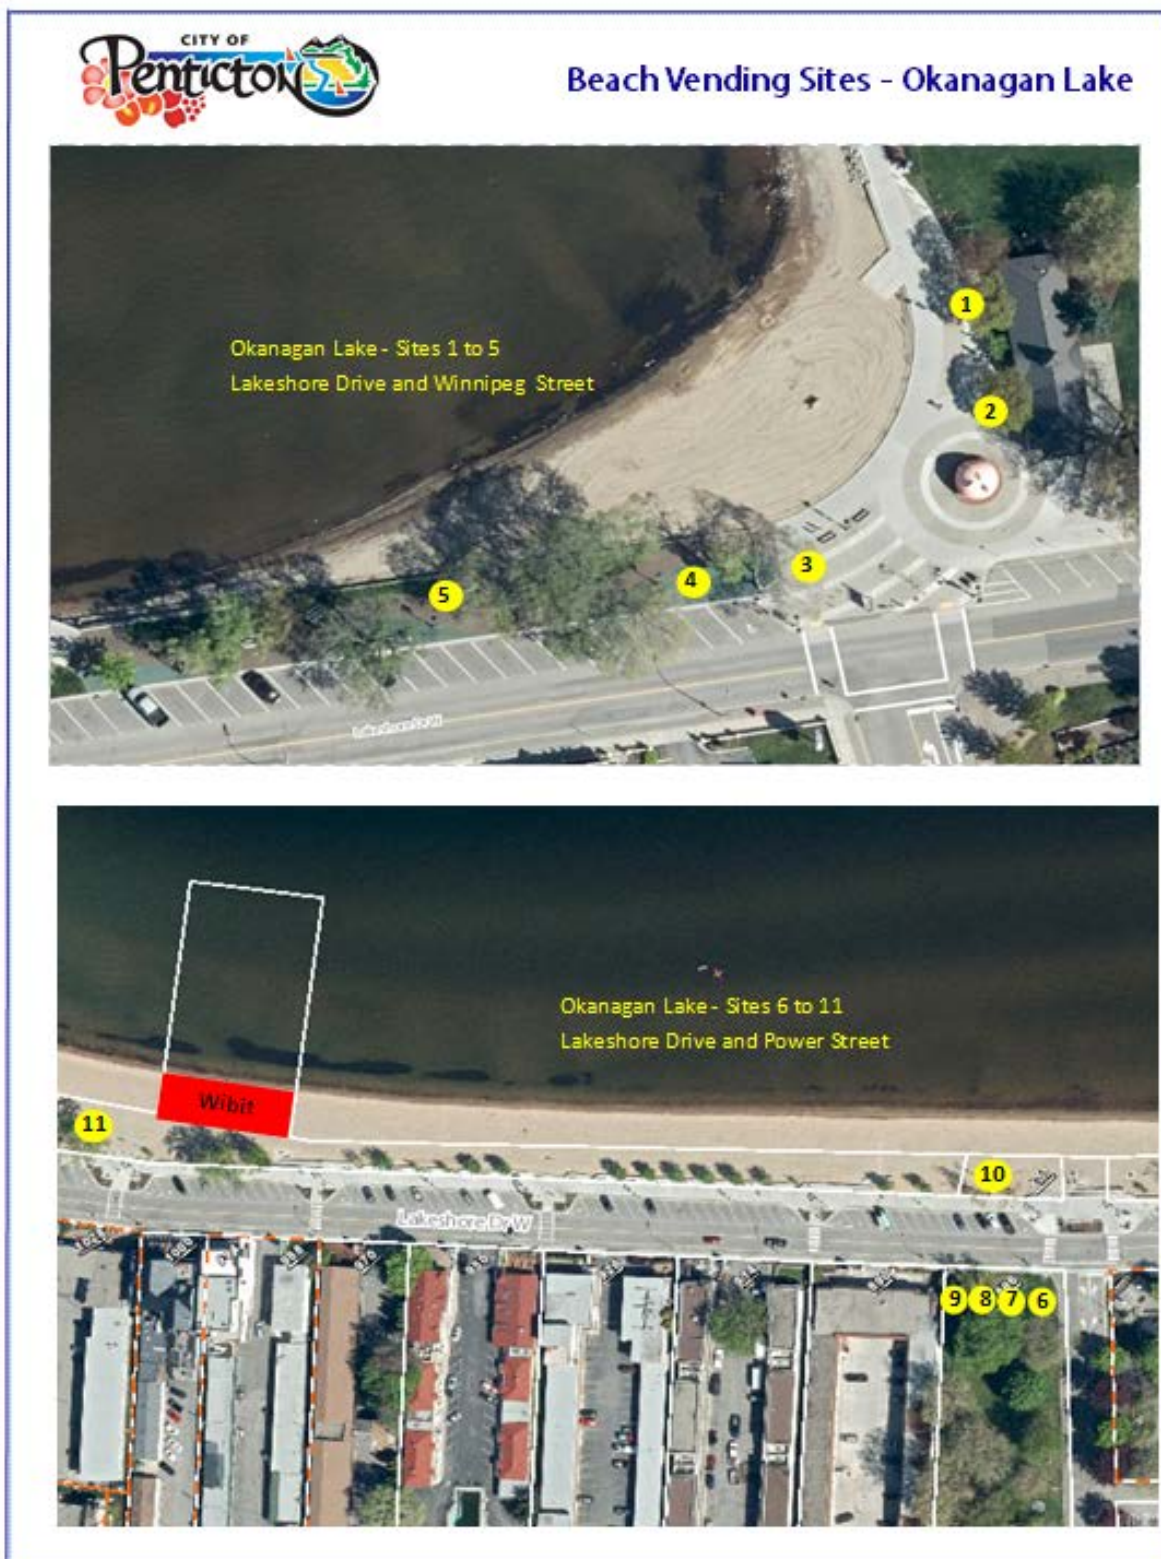 CITY OF
Penticton
Beach Vending Sites - Okanagan Lake
1
Okanagan Lake - Sites 1 to 5
Lakeshore Drive and Winnipeg Street
2
3
4
5
Lakeshore Dr W
Okanagan Lake - Sites 6 to 11
Lakeshore Drive and Power Street
Wibit
11
10
Lakeshore Dr W
9 8 7 6